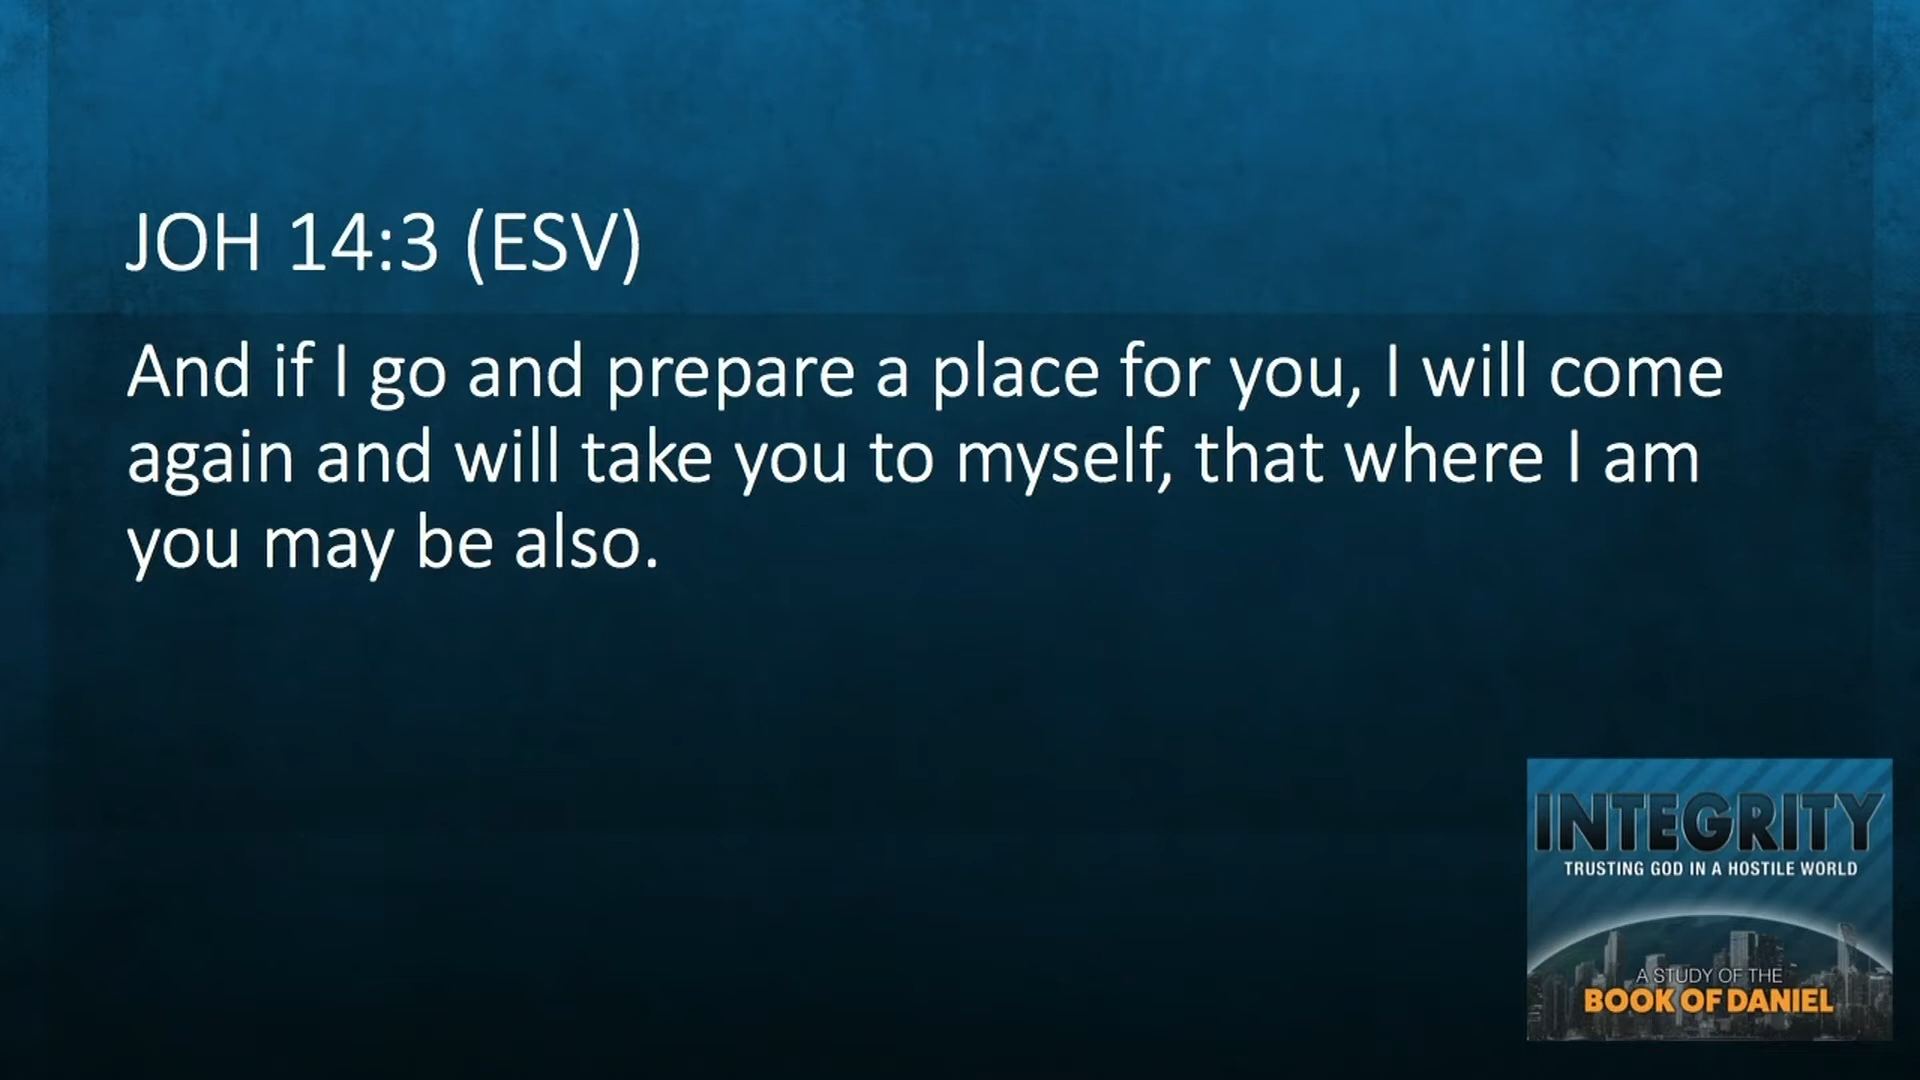 JOH 14:3 (ESV)
And if I go and prepare a place for you, I will come
again and will take you to myself, that where I am
you may be also.
INTEGRITY
TRUSTING GOD IN A HOSTILE WORLD
A STUDY OF THE
BOOK OF DANIEL